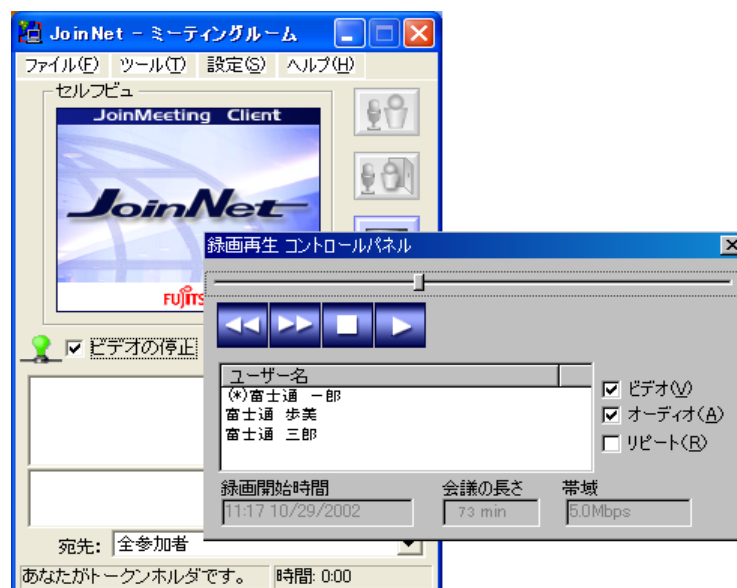 JoinNet - ミーティングルーム
ファイル(F) ツール(T) 設定(S) ヘルプ(H)
セルフビュー
JoinMeeting Client
JoinNet
録画再生 コントロールパネル
ビデオの停止
ユーザー名
(*)富士通 一郎
富士通 歩美
富士通 三郎
ビデオ(V)
オーディオ(A)
リピート(R)
録画開始時間 会議の長さ 帯域
11:17 10/29/2002 73 min 5.0Mbps
宛先: 全参加者
あなたがトークンホルダです。 時間: 0:00